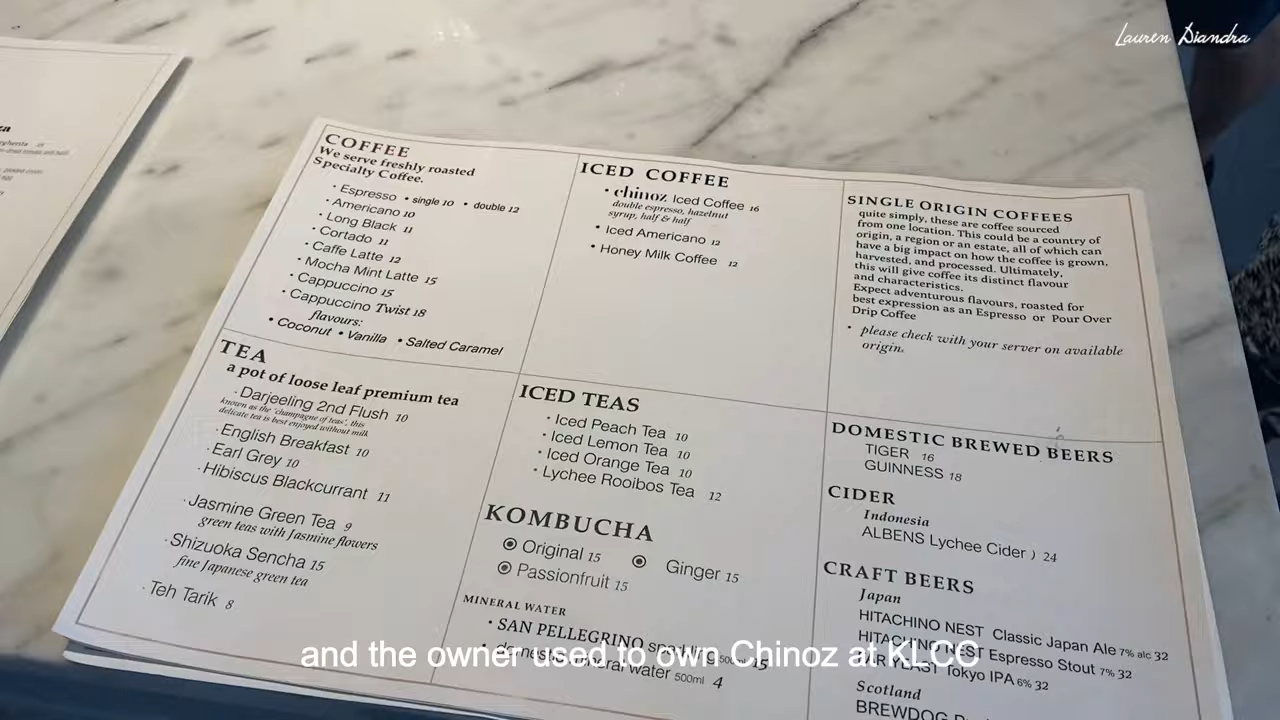 Lauren Diandra
COFFEE
We serve freshly roasted
Specialty Coffee.
• Espresso • single 10 • double 12
• Americano 10
• Long Black 11
• Cortado 11
• Caffe Latte 12
• Mocha Mint Latte 15
• Cappuccino 15
• Cappuccino Twist 18
flavours:
• Coconut • Vanilla • Salted Caramel
ICED COFFEE
• chinoz Iced Coffee 16
double espresso, hazelnut
syrup, half & half
• Iced Americano 12
• Honey Milk Coffee 12
SINGLE ORIGIN COFFEES
quite simply, these are coffee sourced
from one location. This could be a country of
origin, a region or an estate, all of which can
have a big impact on how the coffee is grown,
harvested, and processed. Ultimately,
this will give coffee its distinct flavour
and characteristics.
Expect adventurous flavours, roasted for
best expression as an Espresso or Pour Over
Drip Coffee
• please check with your server on available
origin.
TEA
a pot of loose leaf premium tea
· Darjeeling 2nd Flush 10
known as the 'champagne of teas', this
delicate tea is best enjoyed without milk
· English Breakfast 10
· Earl Grey 10
· Hibiscus Blackcurrant 11
· Jasmine Green Tea 9
green teas with Jasmine flowers
· Shizuoka Sencha 15
fine Japanese green tea
· Teh Tarik 8
ICED TEAS
• Iced Peach Tea 10
• Iced Lemon Tea 10
• Iced Orange Tea 10
• Lychee Rooibos Tea 12
KOMBUCHA
Original 15 Ginger 15
Passionfruit 15
MINERAL WATER
• SAN PELLEGRINO sparkling 500ml 15
• domestic mineral water 500ml 4
DOMESTIC BREWED BEERS
TIGER 16
GUINNESS 18
CIDER
Indonesia
ALBENS Lychee Cider ) 24
CRAFT BEERS
Japan
HITACHINO NEST Classic Japan Ale 7% alc 32
HITACHINO NEST Espresso Stout 7% 32
FAR YEAST Tokyo IPA 6% 32
Scotland
BREWDOG
and the owner used to own Chinoz at KLCC